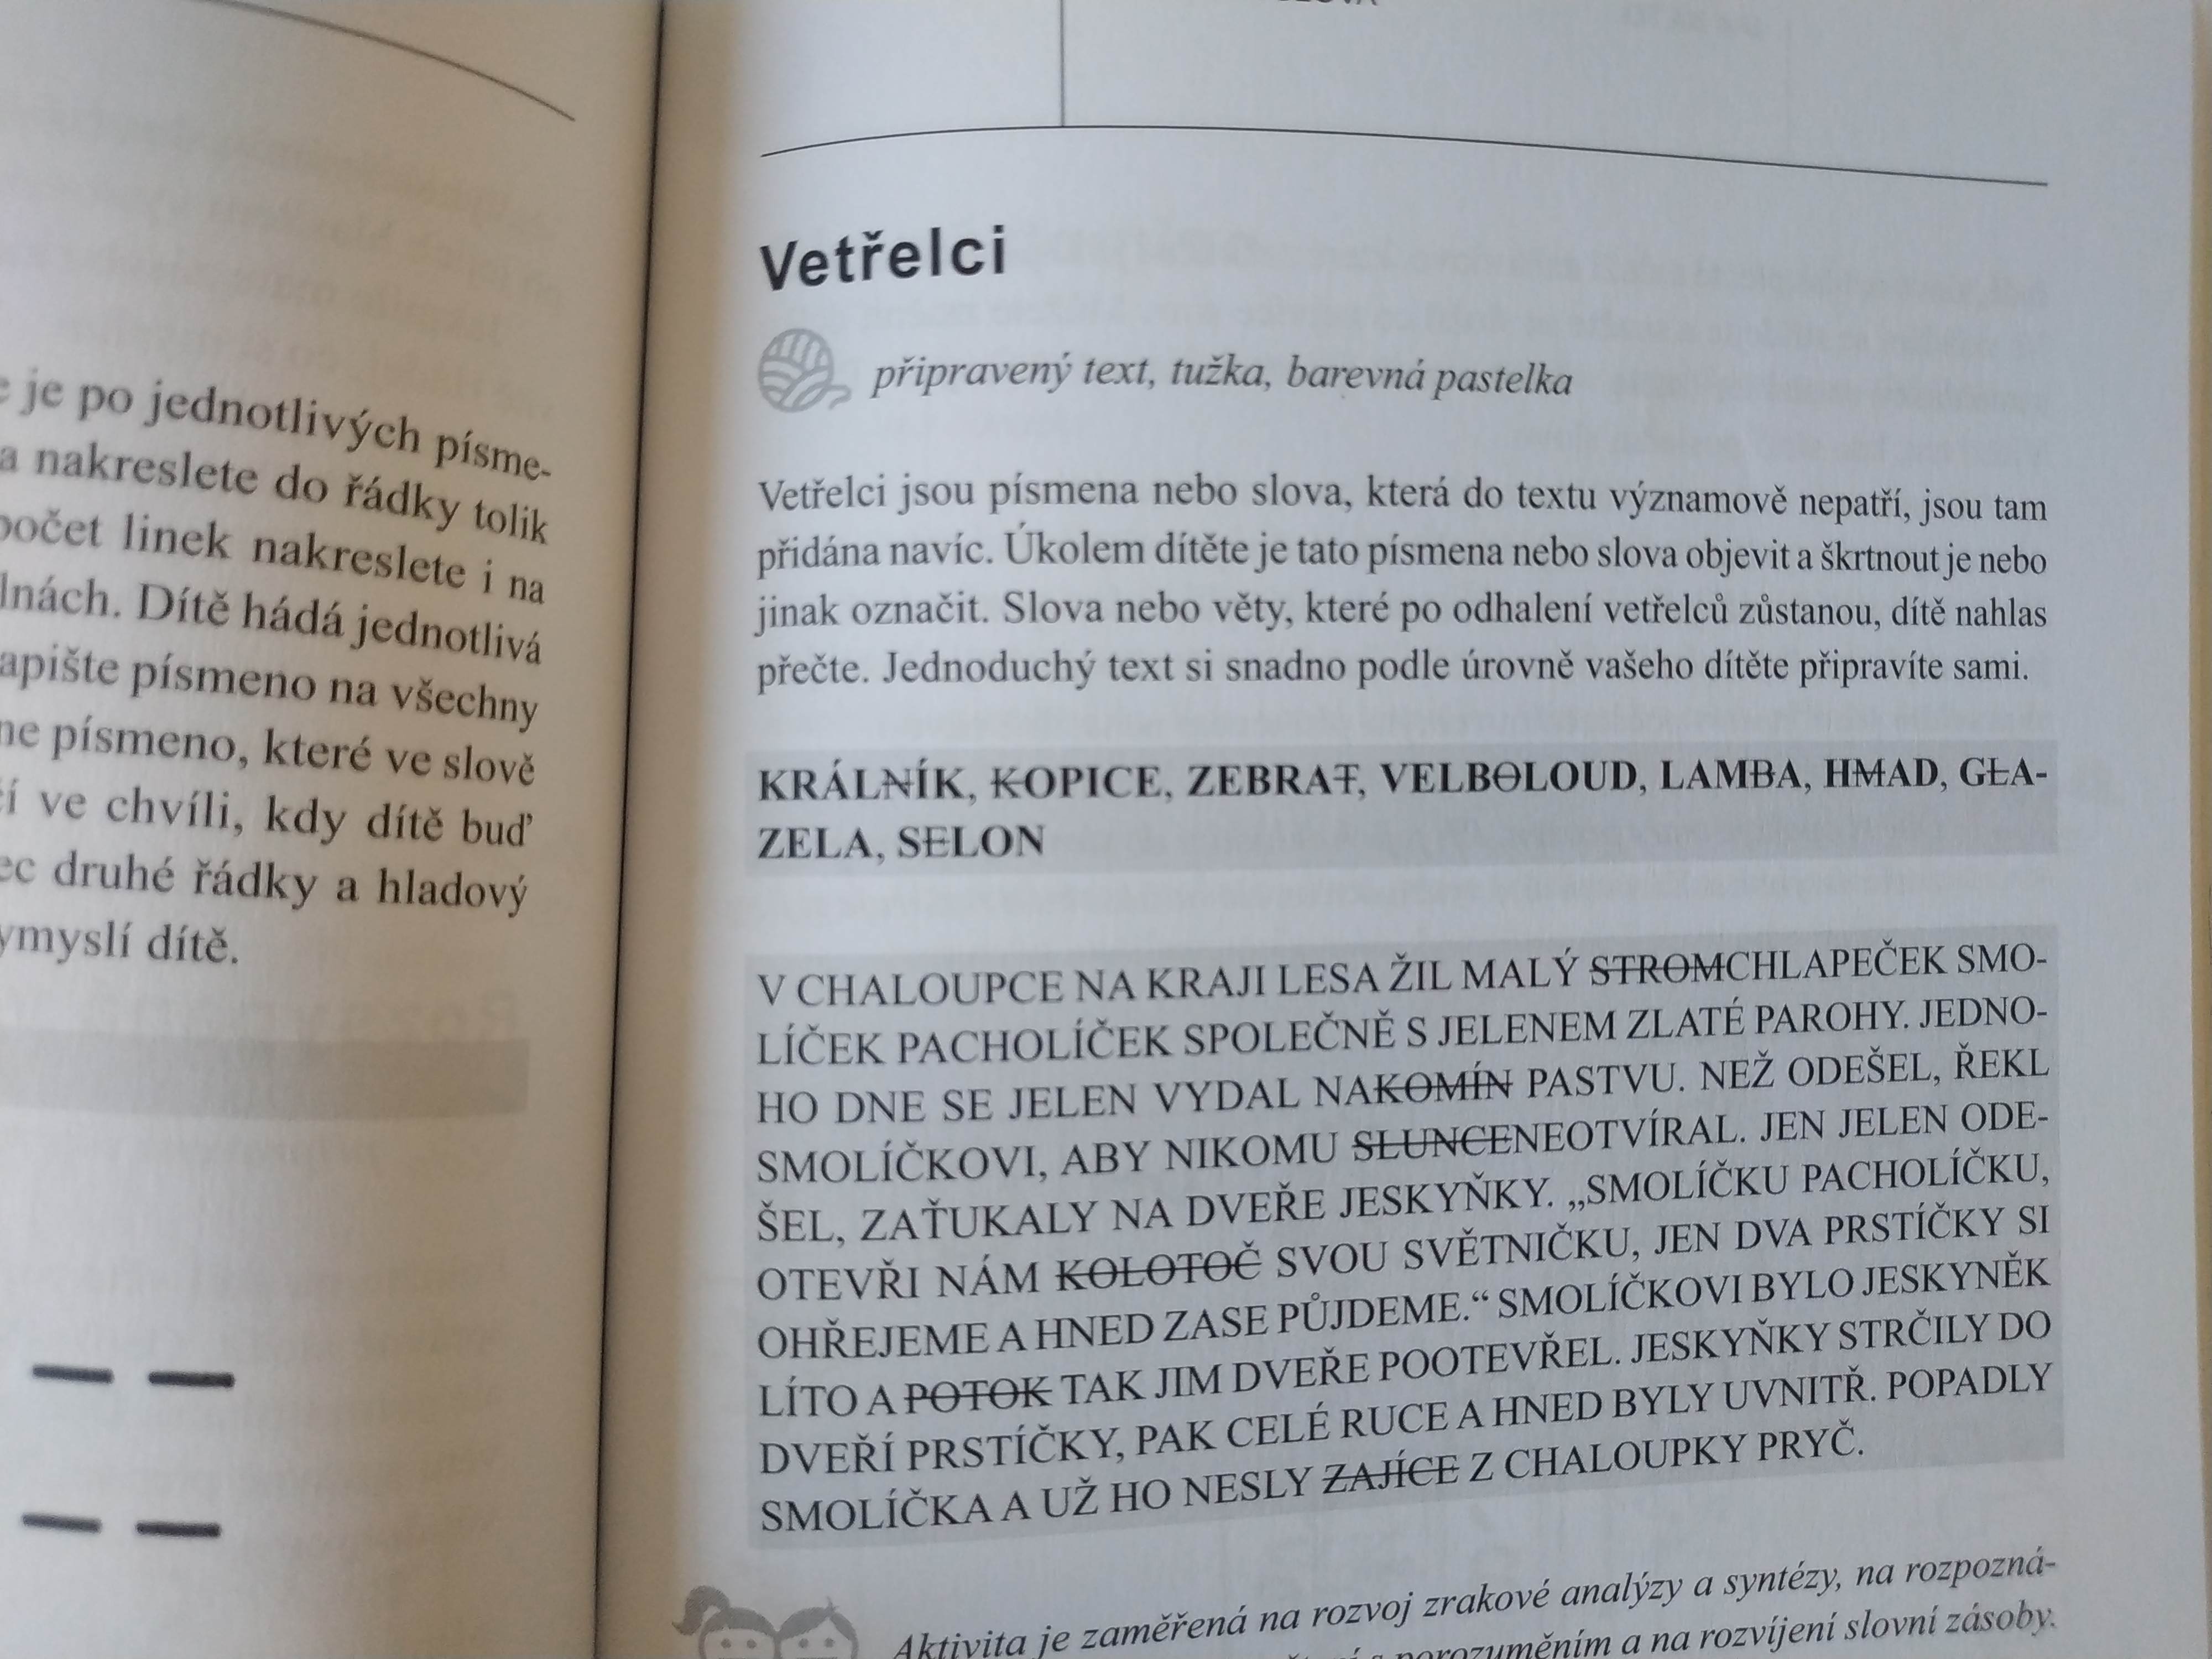 je po jednotlivých písme-
a nakreslete do řádky tolik
počet linek nakreslete i na
lnách. Dítě hádá jednotlivá
apište písmeno na všechny
ne písmeno, které ve slově
ve chvíli, kdy dítě buď
ec druhé řádky a hladový
ymyslí dítě.
Vetřelci
připravený text, tužka, barevná pastelka
Vetřelci jsou písmena nebo slova, která do textu významově nepatří, jsou tam
přidána navíc. Úkolem dítěte je tato písmena nebo slova objevit a škrtnout je nebo
jinak označit. Slova nebo věty, které po odhalení vetřelců zůstanou, dítě nahlas
přečte. Jednoduchý text si snadno podle úrovně vašeho dítěte připravíte sami.
KRÁLNÍK, KOPICE, ZEBRAT, VELBOLOUD, LAMBA, HMAD, GLA-
ZELA, SELON
V CHALOUPCE NA KRAJI LESA ŽIL MALÝ STROMCHLAPEČEK SMO-
LÍČEK PACHOLÍČEK SPOLEČNĚ S JELENEM ZLATÉ PAROHY. JEDNO-
HO DNE SE JELEN VYDAL NAKOMÍN PASTVU. NEŽ ODEŠEL, ŘEKL
SMOLÍČKOVI, ABY NIKOMU SLUNCENEOTVÍRAL. JEN JELEN ODE-
ŠEL, ZAŤUKALY NA DVEŘE JESKYŇKY. „SMOLÍČKU PACHOLÍČKU,
OTEVŘI NÁM KOLOTOČ SVOU SVĚTNIČKU, JEN DVA PRSTÍČKY SI
OHŘEJEME A HNED ZASE PŮJDEME.“ SMOLÍČKOVI BYLO JESKYNĚK
LÍTO A POTOK TAK JIM DVEŘE POOTEVŘEL. JESKYŇKY STRČILY DO
DVEŘÍ PRSTÍČKY, PAK CELÉ RUCE A HNED BYLY UVNITŘ. POPADLY
SMOLÍČKA A UŽ HO NESLY ZAJÍCE Z CHALOUPKY PRYČ.
Aktivita je zaměřená na rozvoj zrakové analýzy a syntézy, na rozpozná-
porozuměním a na rozvíjení slovní zásoby.